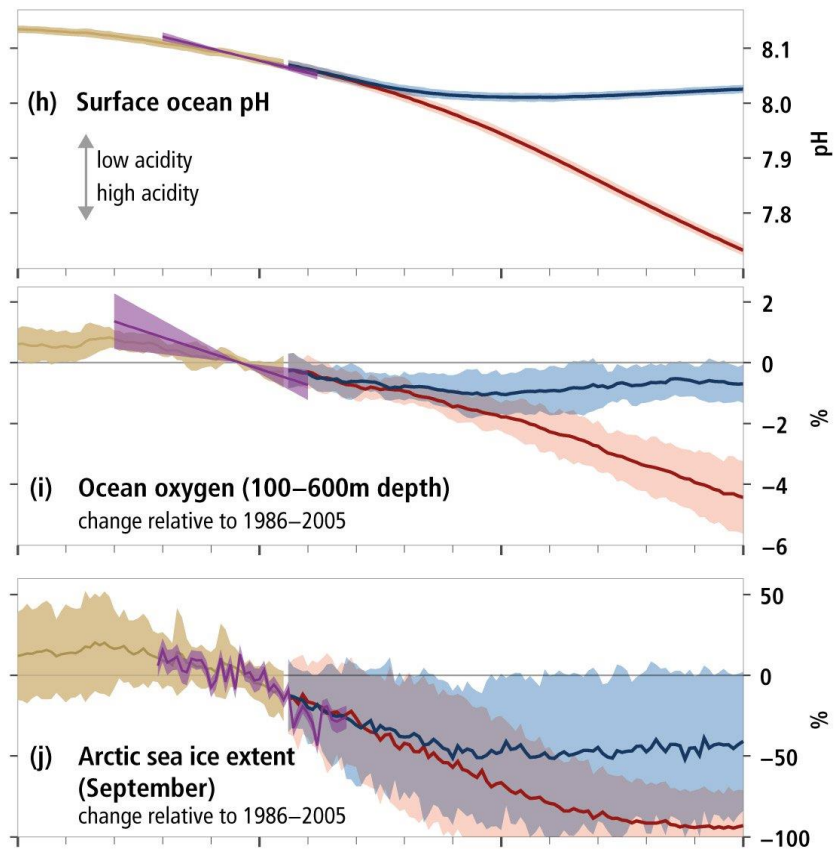 8.1
(h) Surface ocean pH
8.0
low acidity
high acidity
7.9
pH
7.8
2
0
−2
%
−4
(i) Ocean oxygen (100–600m depth)
change relative to 1986–2005
−6
50
0
%
−50
(j) Arctic sea ice extent
(September)
change relative to 1986–2005
−100